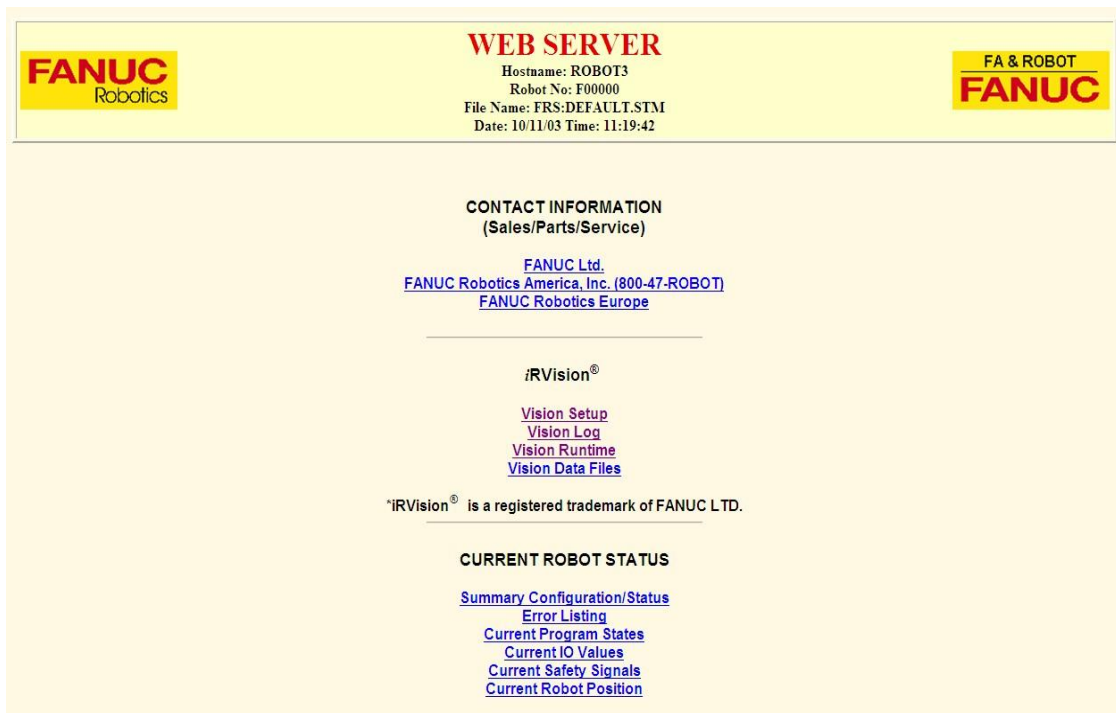 FANUC
Robotics
WEB SERVER
Hostname: ROBOT3
Robot No: F00000
File Name: FRS:DEFAULT.STM
Date: 10/11/03 Time: 11:19:42
FA & ROBOT
FANUC
CONTACT INFORMATION
(Sales/Parts/Service)
FANUC Ltd.
FANUC Robotics America, Inc. (800-47-ROBOT)
FANUC Robotics Europe
iRVision®
Vision Setup
Vision Log
Vision Runtime
Vision Data Files
*iRVision® is a registered trademark of FANUC LTD.
CURRENT ROBOT STATUS
Summary Configuration/Status
Error Listing
Current Program States
Current IO Values
Current Safety Signals
Current Robot Position